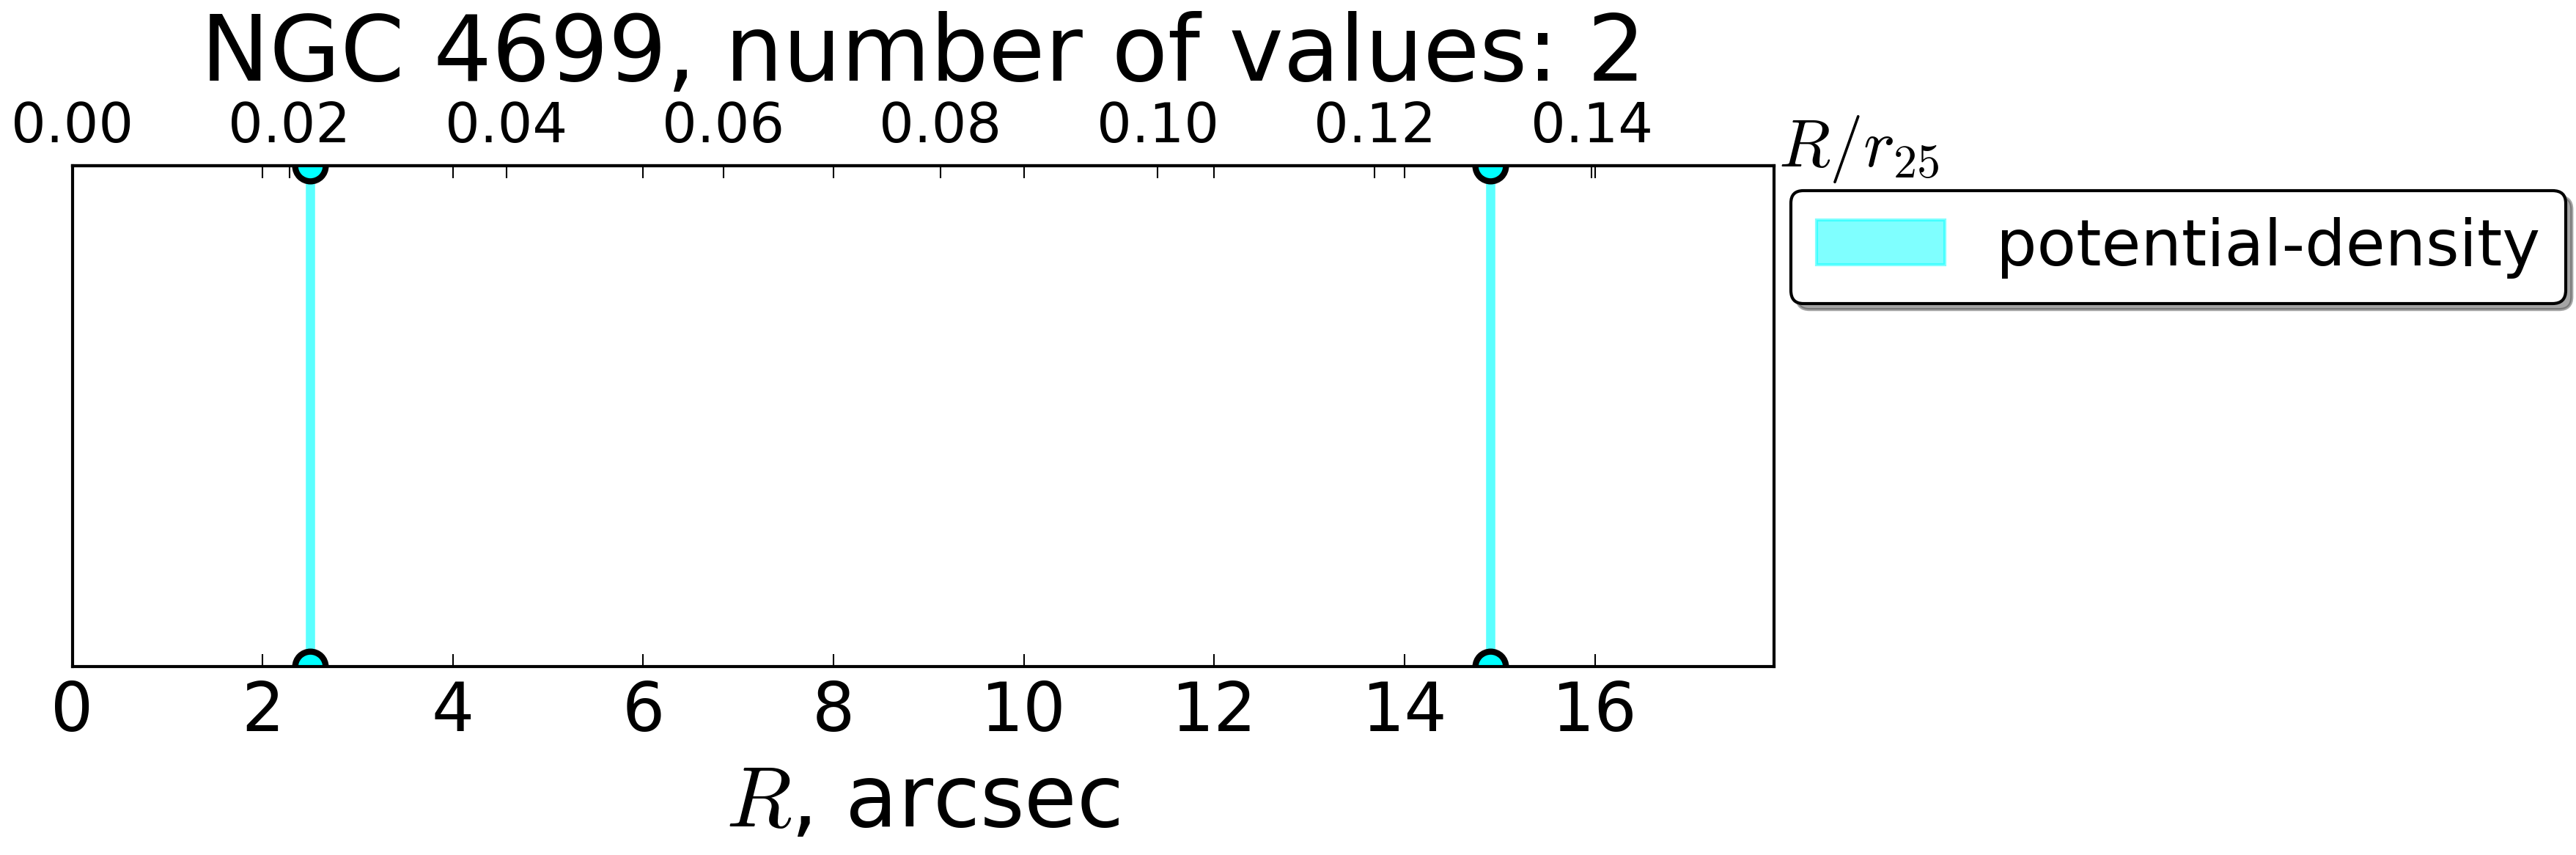 NGC 4699, number of values: 2
0.00 0.02 0.04 0.06 0.08 0.10 0.12 0.14
R/r25
potential-density
0 2 4 6 8 10 12 14 16
R, arcsec